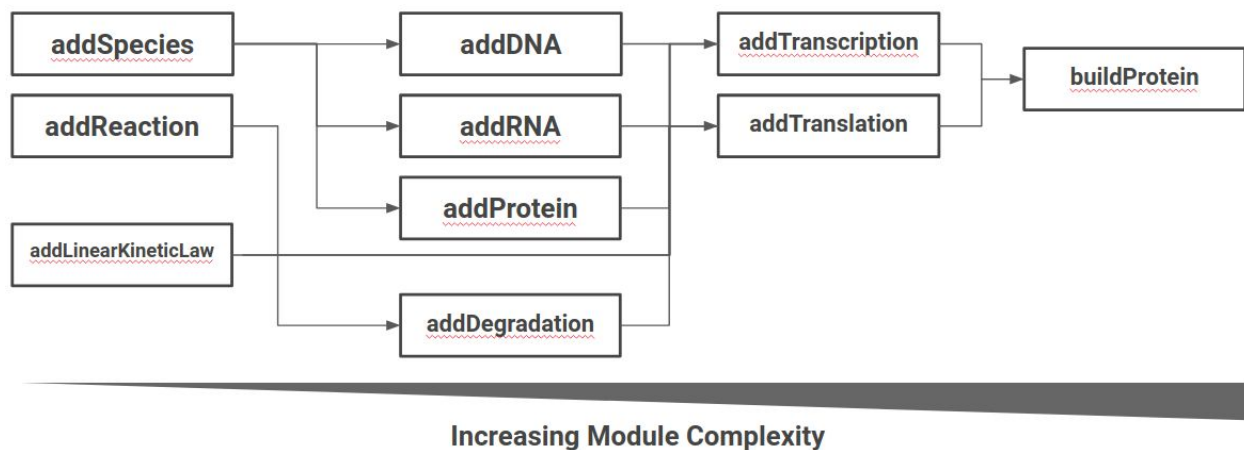 addSpecies
addDNA
addTranscription
buildProtein
addReaction
addRNA
addTranslation
addProtein
addLinearKineticLaw
addDegradation
Increasing Module Complexity